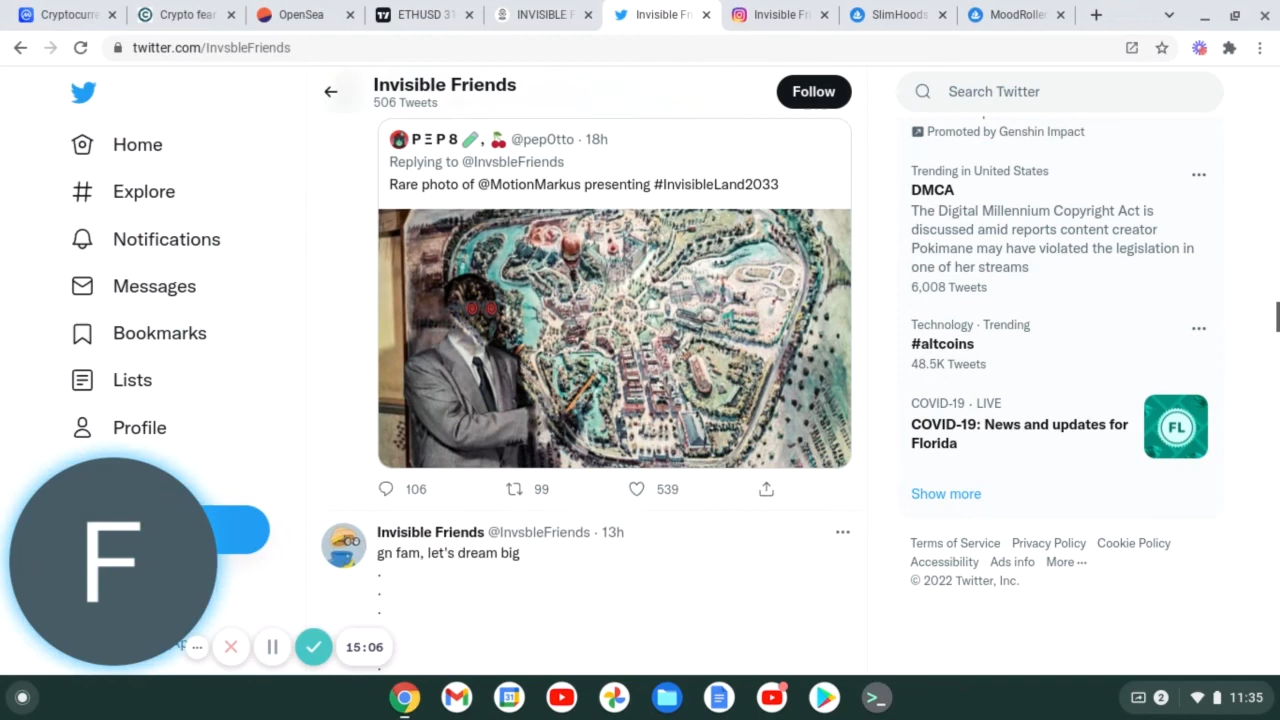 Cryptocurre
Crypto fear
OpenSea
ETHUSD 31
INVISIBLE F
Invisible Fri
Invisible Fri
SlimHoods
MoodRoller
twitter.com/InvsbleFriends
Invisible Friends
506 Tweets
Follow
Search Twitter
Home
Explore
Notifications
Messages
Bookmarks
Lists
Profile
P Ξ P 8 🧪, 🍒 @pep0tto · 18h
Replying to @InvsbleFriends
Rare photo of @MotionMarkus presenting #InvisibleLand2033
106
99
539
Invisible Friends @InvsbleFriends · 13h
gn fam, let's dream big
.
.
.
.
Promoted by Genshin Impact
Trending in United States
DMCA
The Digital Millennium Copyright Act is
discussed amid reports content creator
Pokimane may have violated the legislation in
one of her streams
6,008 Tweets
Technology · Trending
#altcoins
48.5K Tweets
COVID-19 · LIVE
COVID-19: News and updates for
Florida
FL
Show more
Terms of Service Privacy Policy Cookie Policy
Accessibility Ads info More ···
© 2022 Twitter, Inc.
F
15:06
31
2
11:35